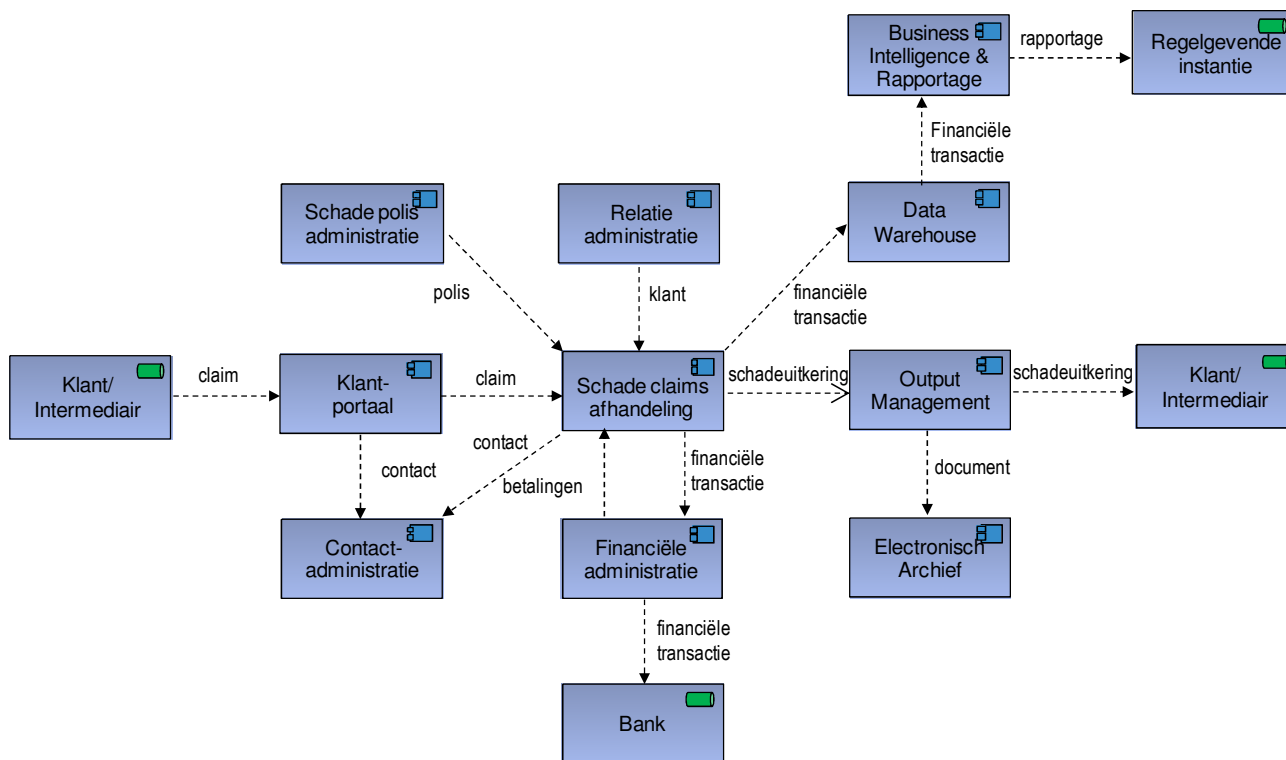 Business
Intelligence &
Rapportage
rapportage
Regelgevende
instantie
Financiële
transactie
Schade polis
administratie
Relatie
administratie
Data
Warehouse
polis
klant
financiële
transactie
Klant/
Intermediair
claim
Klant-
portaal
claim
Schade claims
afhandeling
schadeuitkering
Output
Management
schadeuitkering
Klant/
Intermediair
contact
contact
betalingen
financiële
transactie
document
Contact-
administratie
Financiële
administratie
Electronisch
Archief
financiële
transactie
Bank